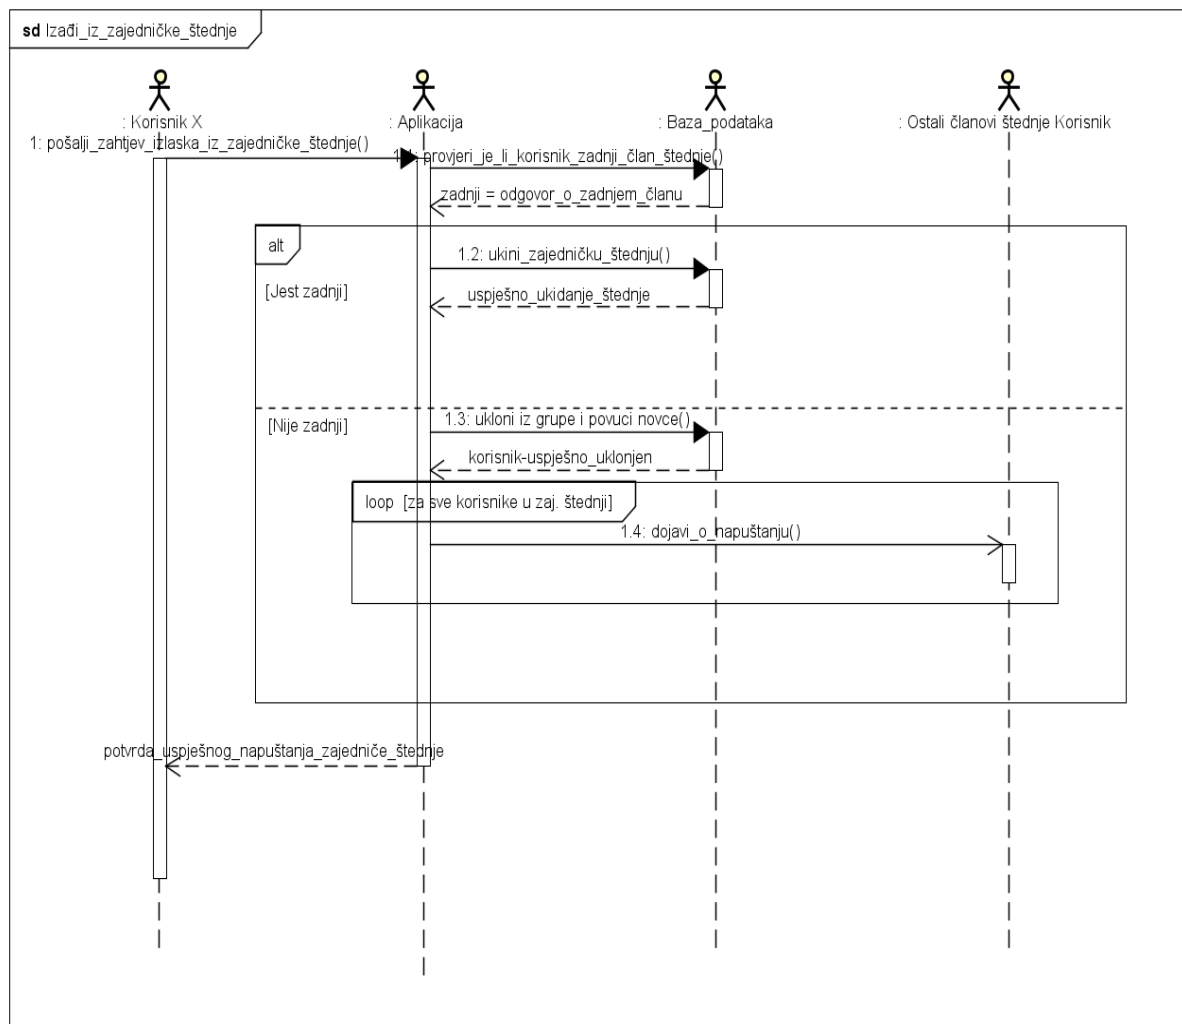 sd Izađi_iz_zajedničke_štednje
: Korisnik X
: Aplikacija
: Baza_podataka
: Ostali članovi štednje Korisnik
1: pošalji_zahtjev_izlaska_iz_zajedničke_štednje()
1.1: provjeri_je_li_korisnik_zadnji_član_štednje()
zadnji = odgovor_o_zadnjem_članu
alt
1.2: ukini_zajedničku_štednju()
[Jest zadnji]
uspješno_ukidanje_štednje
[Nije zadnji]
1.3: ukloni iz grupe i povuci novce()
korisnik-uspješno_uklonjen
loop [za sve korisnike u zaj. štednji]
1.4: dojavi_o_napuštanju()
potvrda_uspješnog_napuštanja_zajedniče_štednje